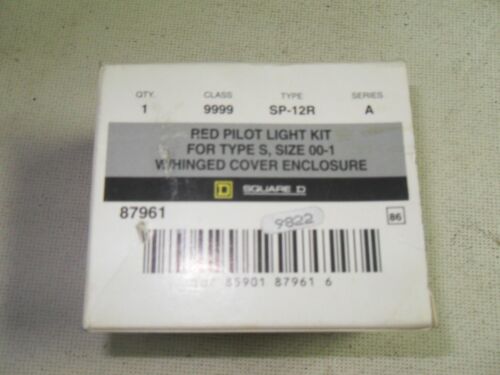 QTY. CLASS TYPE SERIES
1 9999 SP-12R A
RED PILOT LIGHT KIT
FOR TYPE S, SIZE 00-1
W/HINGED COVER ENCLOSURE
D SQUARE D
87961 9822 86
85901 87961 6